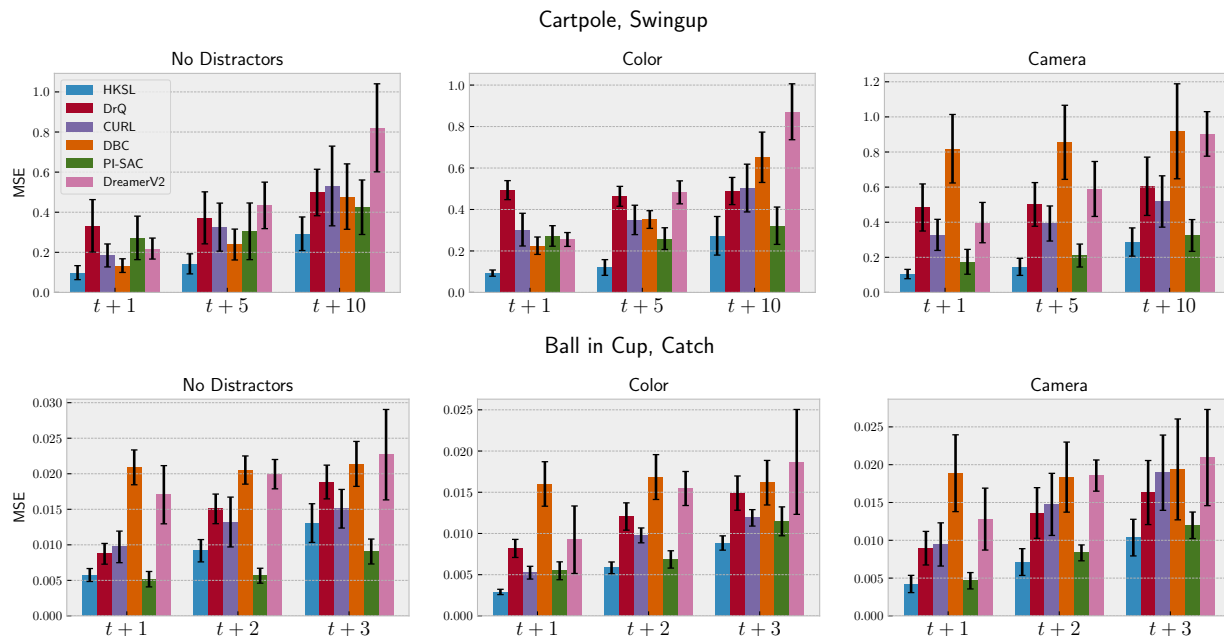 Cartpole, Swingup
No Distractors
Color
Camera
MSE
1.0
0.8
0.6
0.4
0.2
0.0
HKSL
DrQ
CURL
DBC
PI-SAC
DreamerV2
t + 1
t + 5
t + 10
1.0
0.8
0.6
0.4
0.2
0.0
t + 1
t + 5
t + 10
1.2
1.0
0.8
0.6
0.4
0.2
0.0
t + 1
t + 5
t + 10
Ball in Cup, Catch
No Distractors
Color
Camera
MSE
0.030
0.025
0.020
0.015
0.010
0.005
0.000
t + 1
t + 2
t + 3
0.025
0.020
0.015
0.010
0.005
0.000
t + 1
t + 2
t + 3
0.025
0.020
0.015
0.010
0.005
0.000
t + 1
t + 2
t + 3